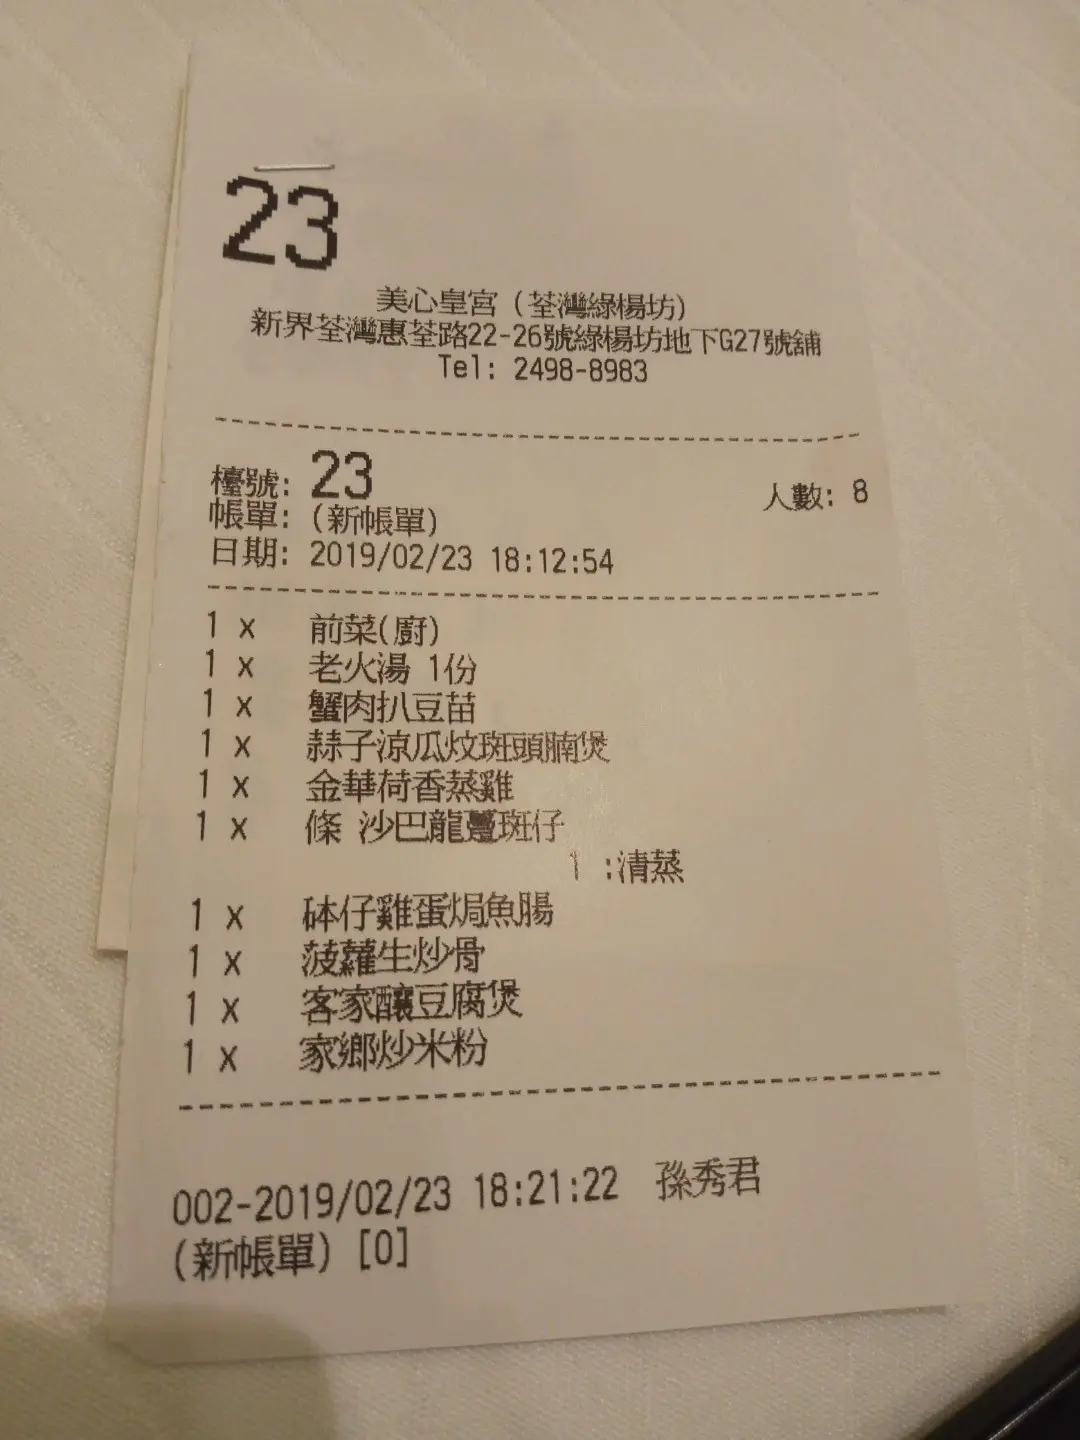 23
美心皇宮 (荃灣綠楊坊)
新界荃灣惠荃路22-26號綠楊坊地下G27號舖
Tel: 2498-8983
檯號: 23 人數: 8
帳單: (新帳單)
日期: 2019/02/23 18:12:54
1 x 前菜(廚)
1 x 老火湯 1份
1 x 蟹肉扒豆苗
1 x 蒜子涼瓜炆斑頭腩煲
1 x 金華荷香蒸雞
1 x 條 沙巴龍躉斑仔
1 :清蒸
1 x 砵仔雞蛋焗魚腸
1 x 菠蘿生炒骨
1 x 客家釀豆腐煲
1 x 家鄉炒米粉
002-2019/02/23 18:21:22 孫秀君
(新帳單) [0]